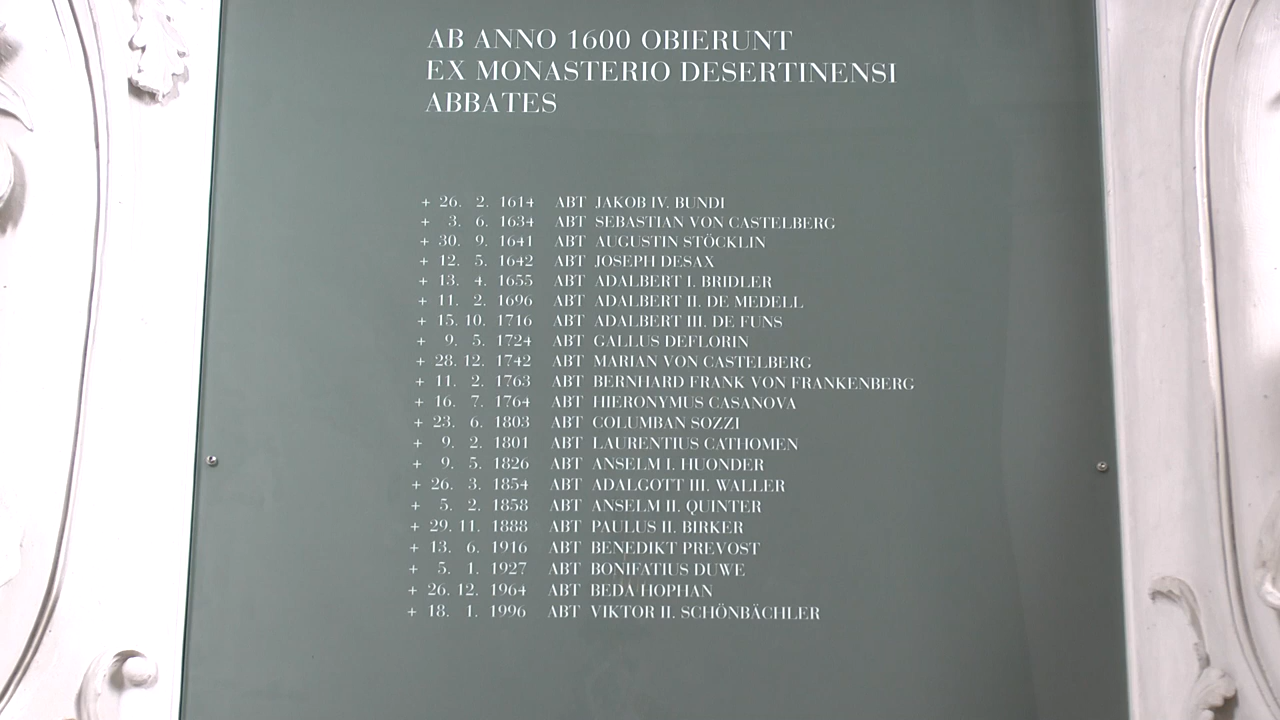 AB ANNO 1600 OBIERUNT
EX MONASTERIO DESERTINENSI
ABBATES
+ 26. 2. 1614 ABT JAKOB IV. BUNDI
+ 3. 6. 1634 ABT SEBASTIAN VON CASTELBERG
+ 30. 9. 1641 ABT AUGUSTIN STÖCKLIN
+ 12. 5. 1642 ABT JOSEPH DESAX
+ 13. 4. 1655 ABT ADALBERT I. BRIDLER
+ 11. 2. 1696 ABT ADALBERT II. DE MEDELL
+ 15. 10. 1716 ABT ADALBERT III. DE FUNS
+ 9. 5. 1724 ABT GALLUS DEFLORIN
+ 28. 12. 1742 ABT MARIAN VON CASTELBERG
+ 11. 2. 1763 ABT BERNHARD FRANK VON FRANKENBERG
+ 16. 7. 1764 ABT HIERONYMUS CASANOVA
+ 23. 6. 1803 ABT COLUMBAN SOZZI
+ 9. 2. 1801 ABT LAURENTIUS CATHOMEN
+ 9. 5. 1826 ABT ANSELM I. HUONDER
+ 26. 3. 1854 ABT ADALGOTT III. WALLER
+ 5. 2. 1858 ABT ANSELM II. QUINTER
+ 29. 11. 1888 ABT PAULUS II. BIRKER
+ 13. 6. 1916 ABT BENEDIKT PREVOST
+ 5. 1. 1927 ABT BONIFATIUS DUWE
+ 26. 12. 1964 ABT BEDA HOPHAN
+ 18. 1. 1996 ABT VIKTOR II. SCHÖNBÄCHLER